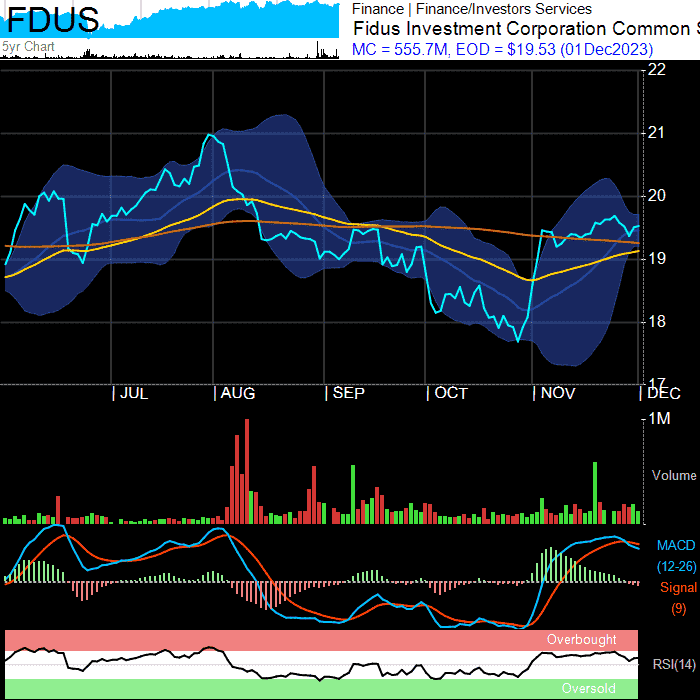 FDUS
5yr Chart
Finance | Finance/Investors Services
Fidus Investment Corporation Common S
MC = 555.7M, EOD = $19.53 (01Dec2023)
22
21
20
19
18
17
| JUL | AUG | SEP | OCT | NOV | DEC
1M
Volume
MACD
(12-26)
Signal
(9)
Overbought
RSI(14)
Oversold